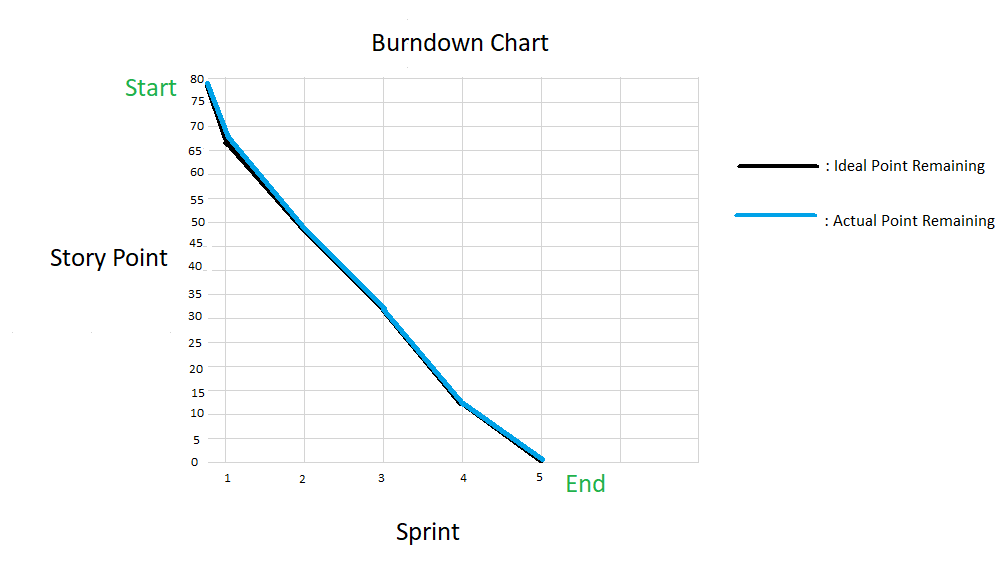 Burndown Chart
Start
80
75
70
65
60
55
50
45
40
35
30
25
20
15
10
5
0
Story Point
1 2 3 4 5
End
Sprint
: Ideal Point Remaining
: Actual Point Remaining